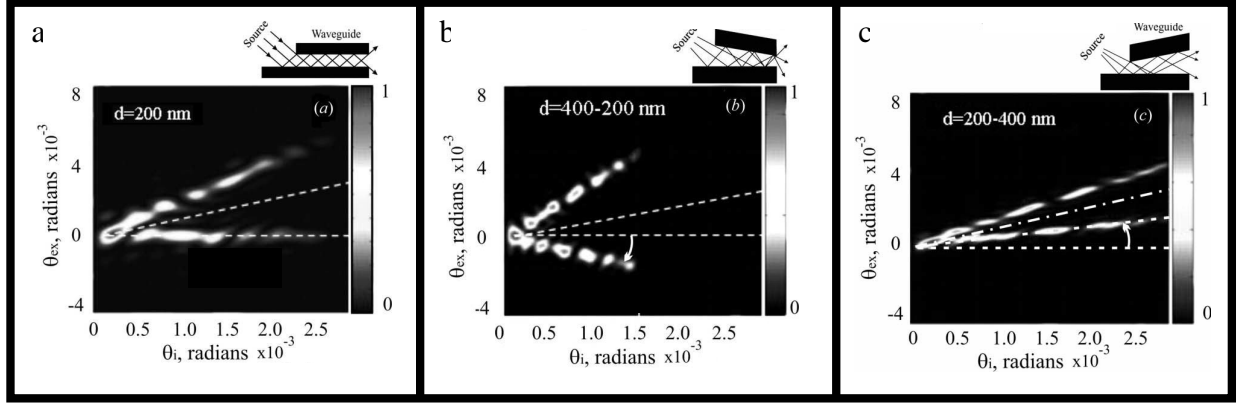 a
Source
Waveguide
(a)
d=200 nm
8
4
0
-4
θex, radians x10⁻³
0 0.5 1.0 1.5 2.0 2.5
θi, radians x10⁻³
1
0
b
Source
Waveguide
(b)
d=400-200 nm
8
4
0
-4
θex, radians x10⁻³
0 0.5 1.0 1.5 2.0 2.5
θi, radians x10⁻³
1
0
c
Source
Waveguide
(c)
d=200-400 nm
8
4
0
-4
θex, radians x10⁻³
0 0.5 1.0 1.5 2.0 2.5
θi, radians x10⁻³
1
0